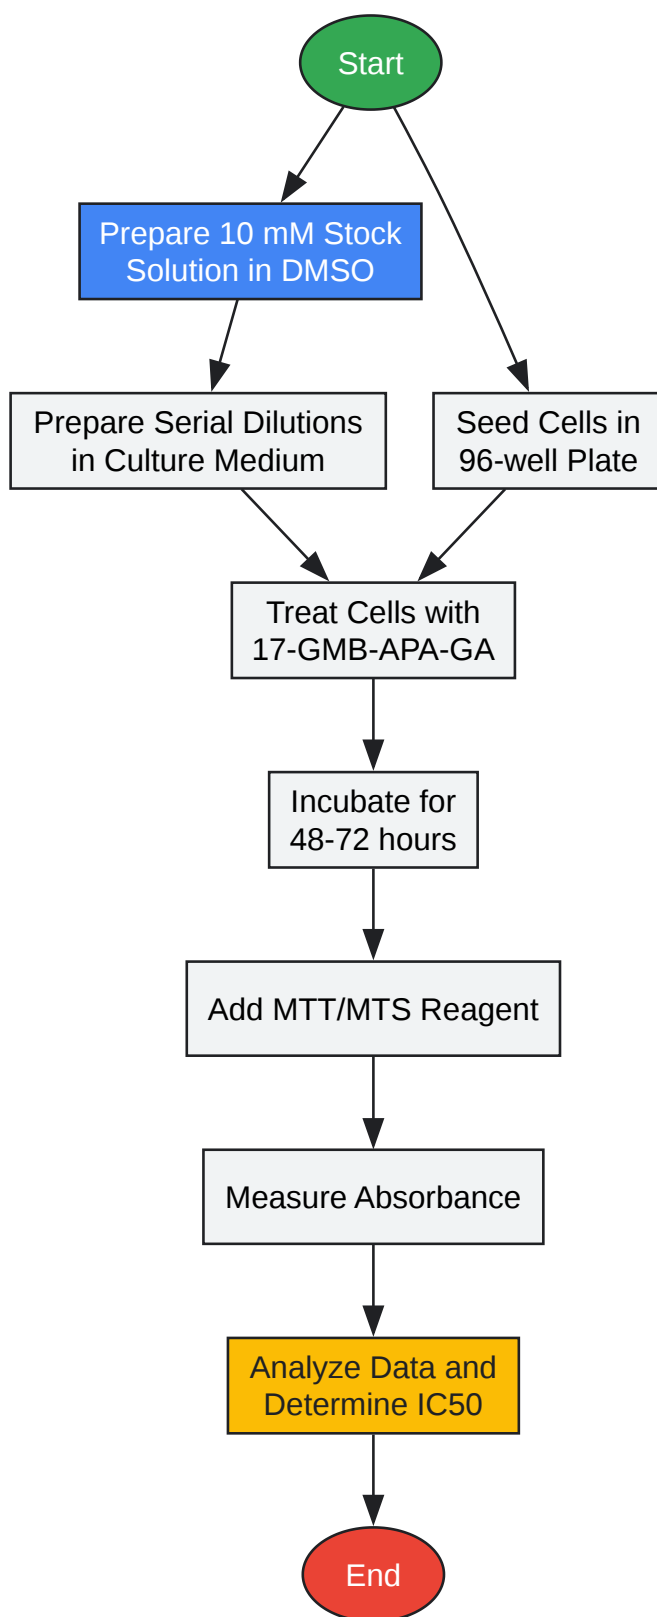 Start
Prepare 10 mM Stock
Solution in DMSO
Prepare Serial Dilutions
in Culture Medium
Seed Cells in
96-well Plate
Treat Cells with
17-GMB-APA-GA
Incubate for
48-72 hours
Add MTT/MTS Reagent
Measure Absorbance
Analyze Data and
Determine IC50
End